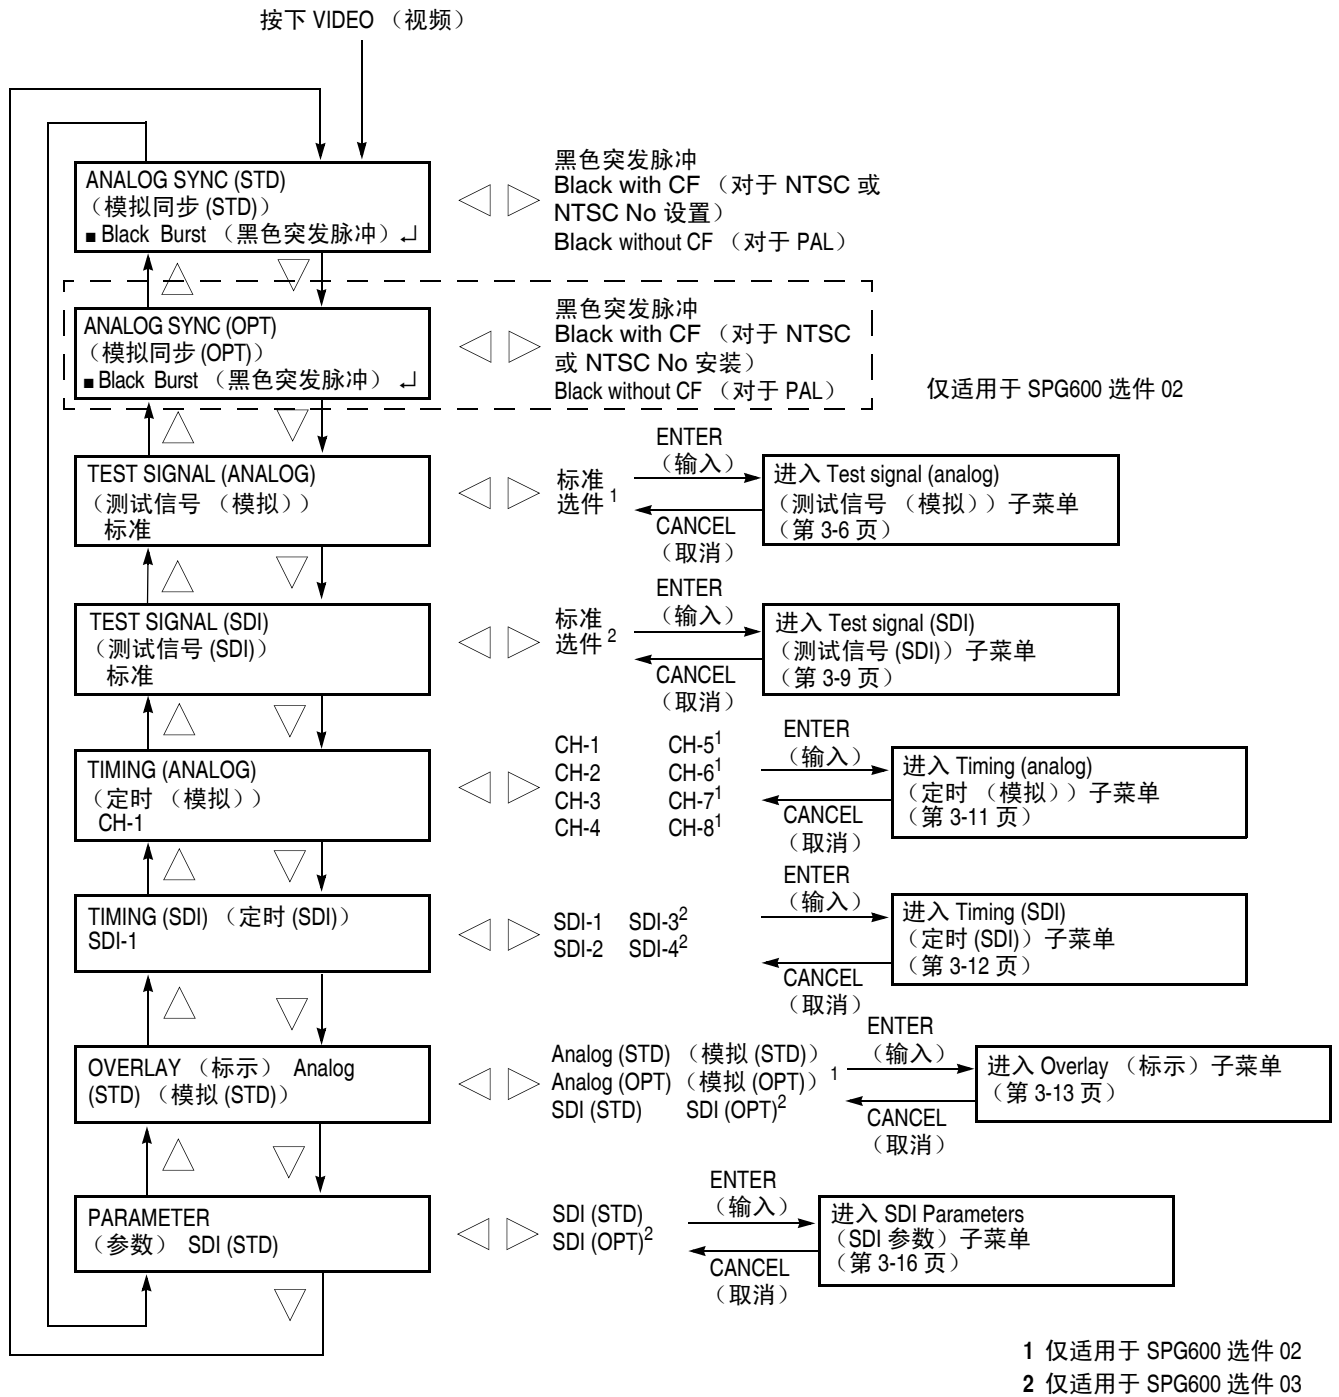 按下 VIDEO （视频）
ANALOG SYNC (STD)
（模拟同步 (STD)）
■ Black Burst （黑色突发脉冲）↵
黑色突发脉冲
Black with CF （对于 NTSC 或
NTSC No 设置）
Black without CF （对于 PAL）
ANALOG SYNC (OPT)
（模拟同步 (OPT)）
■ Black Burst （黑色突发脉冲） ↵
黑色突发脉冲
Black with CF （对于 NTSC
或 NTSC No 安装）
Black without CF （对于 PAL）
仅适用于 SPG600 选件 02
TEST SIGNAL (ANALOG)
（测试信号 （模拟））
标准
标准
选件 1
ENTER
（输入）
CANCEL
（取消）
进入 Test signal (analog)
（测试信号 （模拟））子菜单
（第 3-6 页）
TEST SIGNAL (SDI)
（测试信号 (SDI)）
标准
标准
选件 2
ENTER
（输入）
CANCEL
（取消）
进入 Test signal (SDI)
（测试信号 (SDI)）子菜单
（第 3-9 页）
TIMING (ANALOG)
（定时 （模拟））
CH-1
CH-1 CH-5¹
CH-2 CH-6¹
CH-3 CH-7¹
CH-4 CH-8¹
ENTER
（输入）
CANCEL
（取消）
进入 Timing (analog)
（定时 （模拟））子菜单
（第 3-11 页）
TIMING (SDI) （定时 (SDI)）
SDI-1
SDI-1 SDI-3²
SDI-2 SDI-4²
ENTER
（输入）
CANCEL
（取消）
进入 Timing (SDI)
（定时 (SDI)）子菜单
（第 3-12 页）
OVERLAY （标示） Analog
(STD) （模拟 (STD)）
Analog (STD) （模拟 (STD)）
Analog (OPT) （模拟 (OPT)） 1
SDI (STD) SDI (OPT)²
ENTER
（输入）
CANCEL
（取消）
进入 Overlay （标示）子菜单
（第 3-13 页）
PARAMETER
（参数） SDI (STD)
SDI (STD)
SDI (OPT)²
ENTER
（输入）
CANCEL
（取消）
进入 SDI Parameters
（SDI 参数）子菜单
（第 3-16 页）
1 仅适用于 SPG600 选件 02
2 仅适用于 SPG600 选件 03